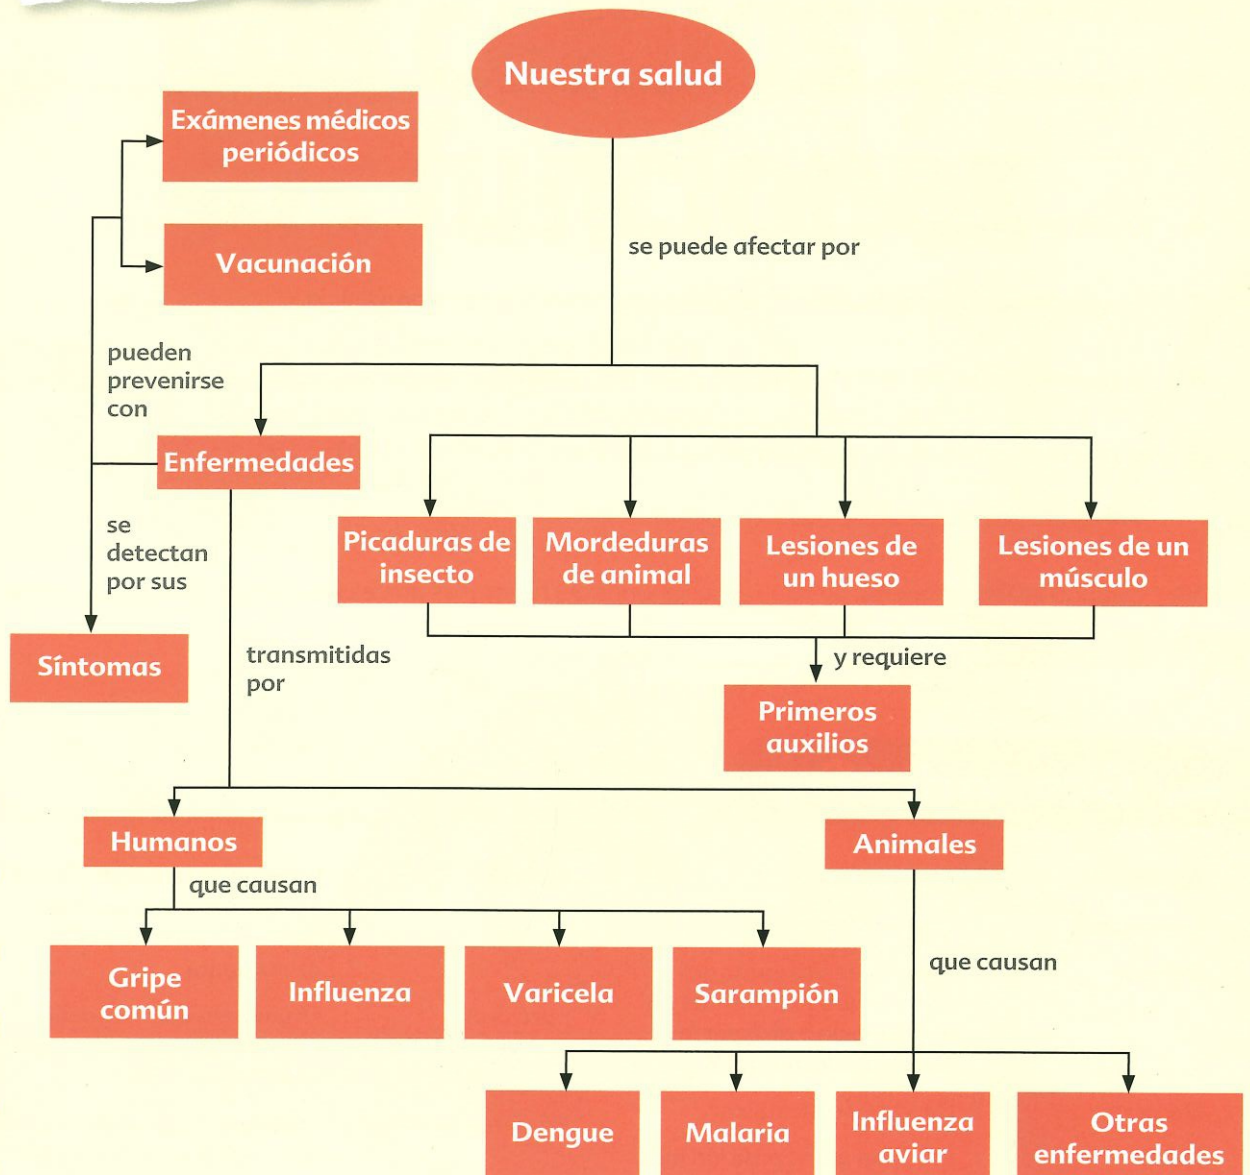 Nuestra salud
Exámenes médicos
periódicos
Vacunación
se puede afectar por
pueden
prevenirse
con
Enfermedades
se
detectan
por sus
Síntomas
Picaduras de
insecto
Mordeduras
de animal
Lesiones de
un hueso
Lesiones de un
músculo
y requiere
Primeros
auxilios
transmitidas
por
Humanos
que causan
Gripe
común
Influenza
Varicela
Sarampión
Animales
que causan
Dengue
Malaria
Influenza
aviar
Otras
enfermedades